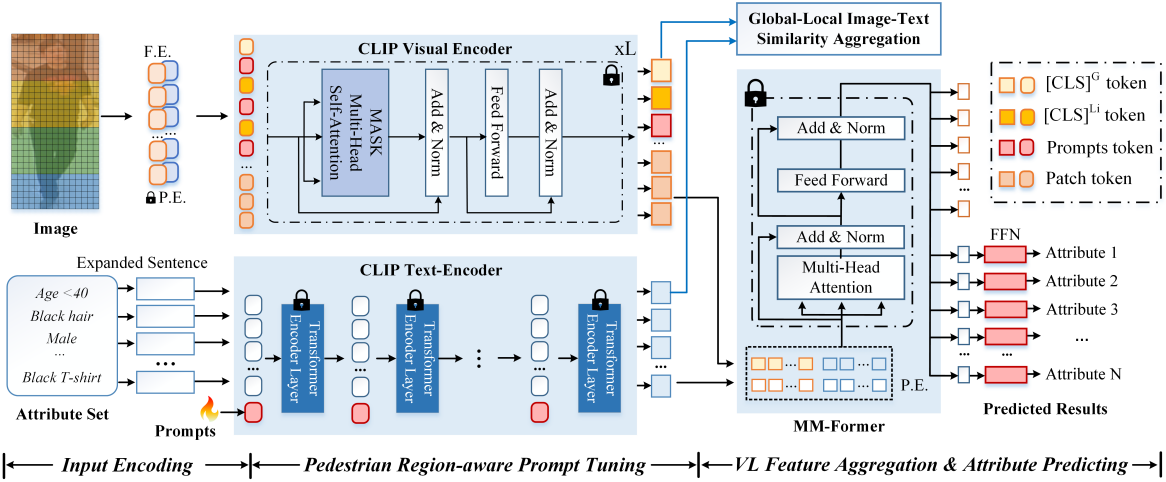 Image
F.E.
P.E.
CLIP Visual Encoder
xL
MASK
Multi-Head
Self-Attention
Add & Norm
Feed Forward
Add & Norm
...
Global-Local Image-Text
Similarity Aggregation
[CLS]^G token
[CLS]^Li token
Prompts token
Patch token
Expanded Sentence
Age <40
Black hair
Male
...
Black T-shirt
Attribute Set
Prompts
CLIP Text-Encoder
Transformer
Encoder Layer
Transformer
Encoder Layer
...
Transformer
Encoder Layer
Add & Norm
Feed Forward
Add & Norm
Multi-Head
Attention
P.E.
MM-Former
FFN
Attribute 1
Attribute 2
Attribute 3
...
Attribute N
Predicted Results
Input Encoding
Pedestrian Region-aware Prompt Tuning
VL Feature Aggregation & Attribute Predicting